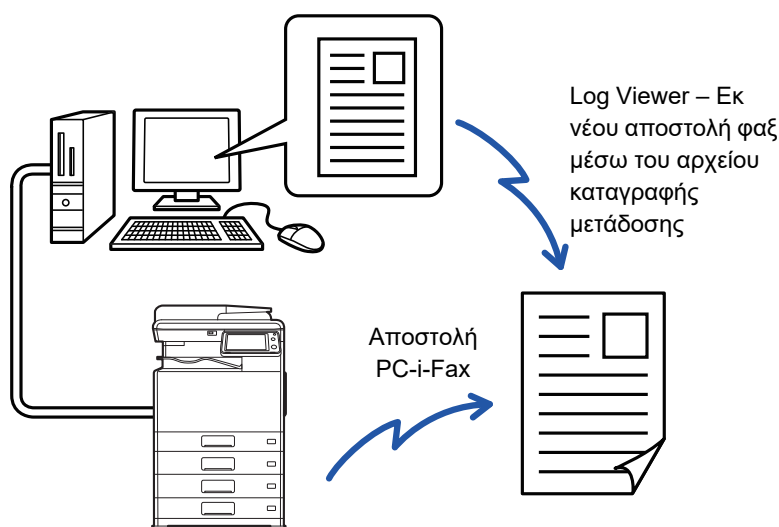 Log Viewer – Εκ
νέου αποστολή φαξ
μέσω του αρχείου
καταγραφής
μετάδοσης
Αποστολή
PC-i-Fax